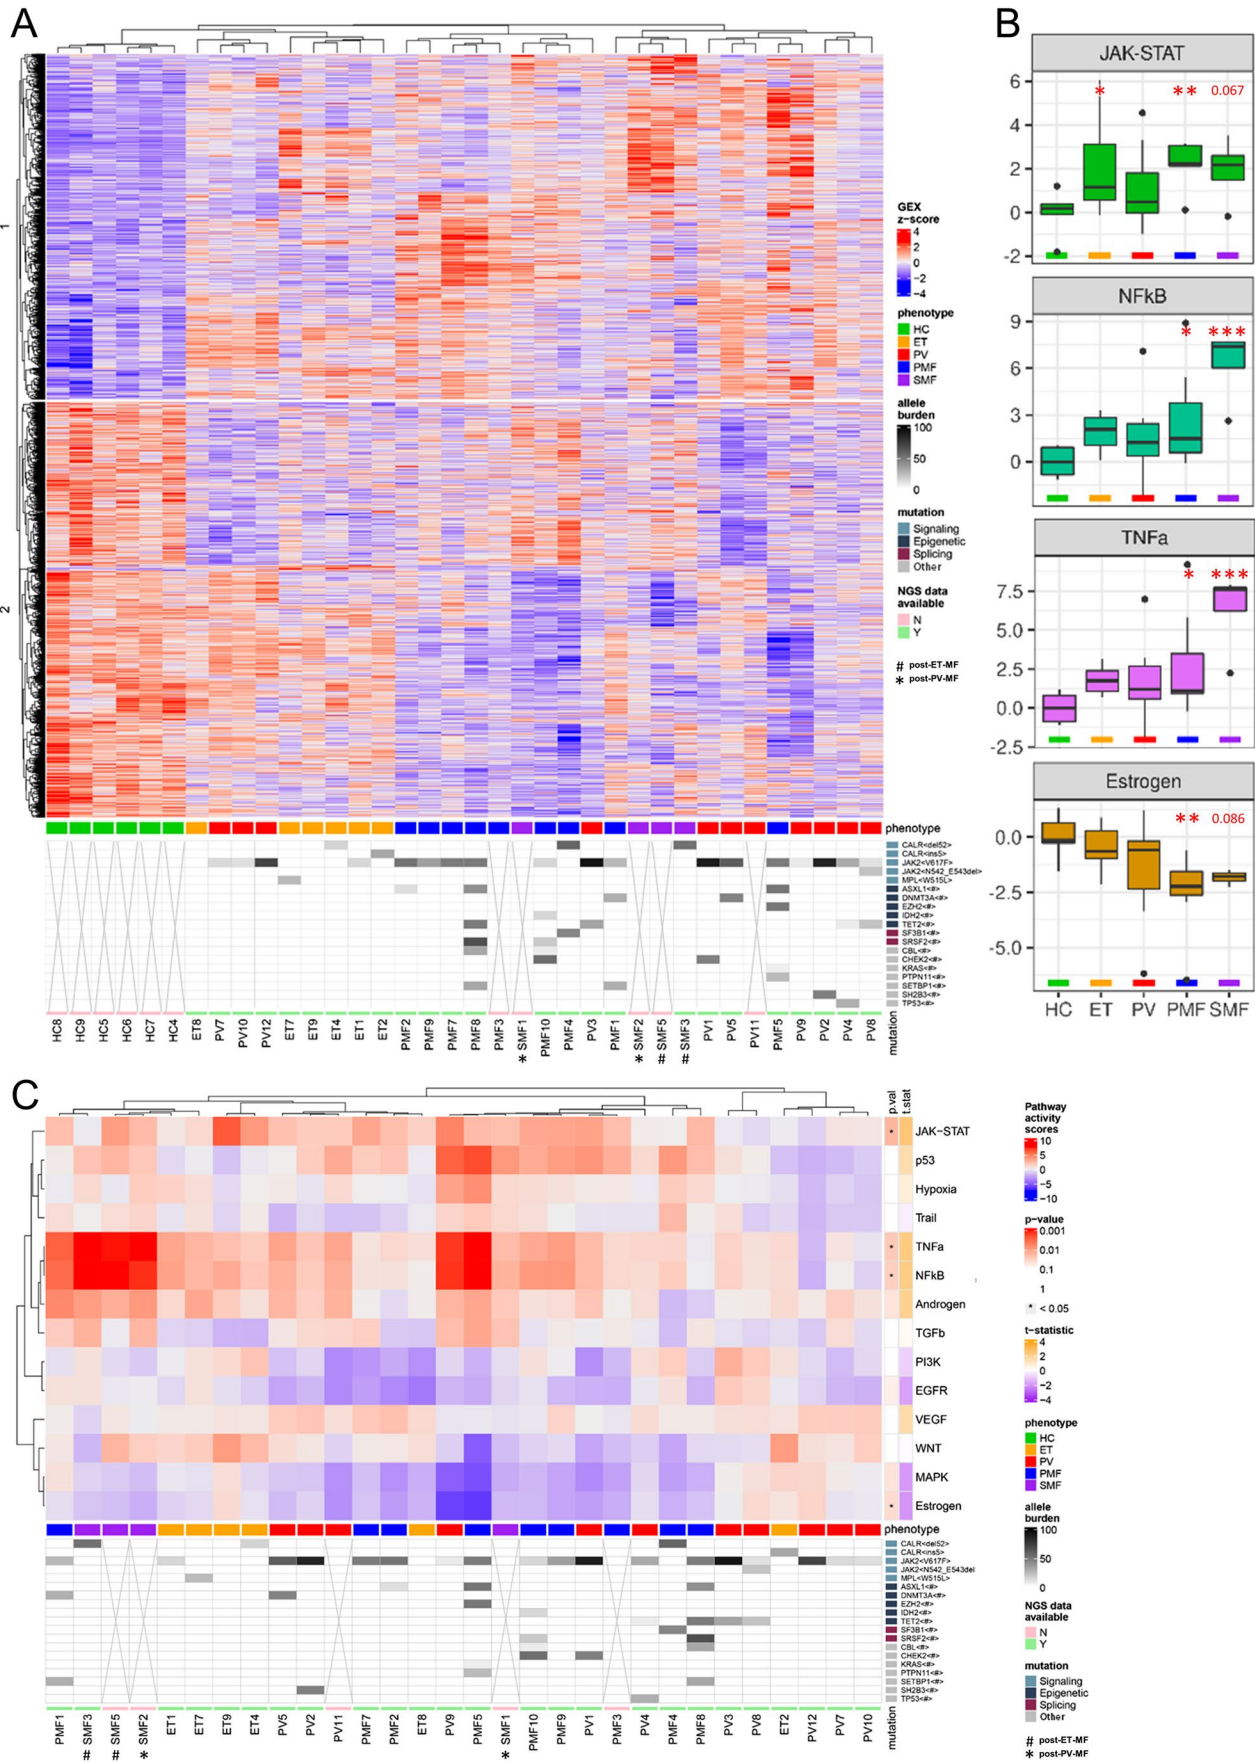 A
1
2
GEX
z-score
4
2
0
−2
−4
phenotype
HC
ET
PV
PMF
SMF
allele
burden
100
50
0
mutation
Signaling
Epigenetic
Splicing
Other
NGS data
available
N
Y
# post-ET-MF
* post-PV-MF
phenotype
CALR<del52>
CALR<ins5>
JAK2<V617F>
JAK2<N542_E543del>
MPL<W515L>
ASXL1<#>
DNMT3A<#>
EZH2<#>
IDH2<#>
TET2<#>
SF3B1<#>
SRSF2<#>
CBL<#>
CHEK2<#>
KRAS<#>
PTPN11<#>
SETBP1<#>
SH2B3<#>
TP53<#>
mutation
HC8 HC9 HC5 HC6 HC7 HC4 ET8 PV7 PV10 PV12 ET7 ET9 ET4 ET1 ET2 PMF2 PMF9 PMF7 PMF8 PMF3 * SMF1 PMF10 PMF4 PV3 PMF1 * SMF2 # SMF5 # SMF3 PV1 PV5 PV11 PMF5 PV9 PV2 PV4 PV8
B
JAK-STAT
6
4
2
0
-2
* ** 0.067
NFkB
9
6
3
0
* ***
TNFa
7.5
5.0
2.5
0.0
-2.5
* ***
Estrogen
0.0
-2.5
-5.0
** 0.086
HC ET PV PMF SMF
C
p.val t.stat
JAK−STAT
p53
Hypoxia
Trail
TNFa
NFkB
Androgen
TGFb
PI3K
EGFR
VEGF
WNT
MAPK
Estrogen
*
*
*
*
phenotype
CALR<del52>
CALR<ins5>
JAK2<V617F>
JAK2<N542_E543del
MPL<W515L>
ASXL1<#>
DNMT3A<#>
EZH2<#>
IDH2<#>
TET2<#>
SF3B1<#>
SRSF2<#>
CBL<#>
CHEK2<#>
KRAS<#>
PTPN11<#>
SETBP1<#>
SH2B3<#>
TP53<#>
mutation
PMF1 # SMF3 # SMF5 * SMF2 ET1 ET7 ET9 ET4 PV5 PV2 PV11 PMF7 PMF2 ET8 PV9 PMF5 * SMF1 PMF10 PMF9 PV1 PMF3 PV4 PMF4 PMF8 PV3 PV8 ET2 PV12 PV7 PV10
Pathway
activity
scores
10
5
0
−5
−10
p−value
0.001
0.01
0.1
1
* < 0.05
t−statistic
4
2
0
−2
−4
phenotype
HC
ET
PV
PMF
SMF
allele
burden
100
50
0
NGS data
available
N
Y
mutation
Signaling
Epigenetic
Splicing
Other
# post-ET-MF
* post-PV-MF